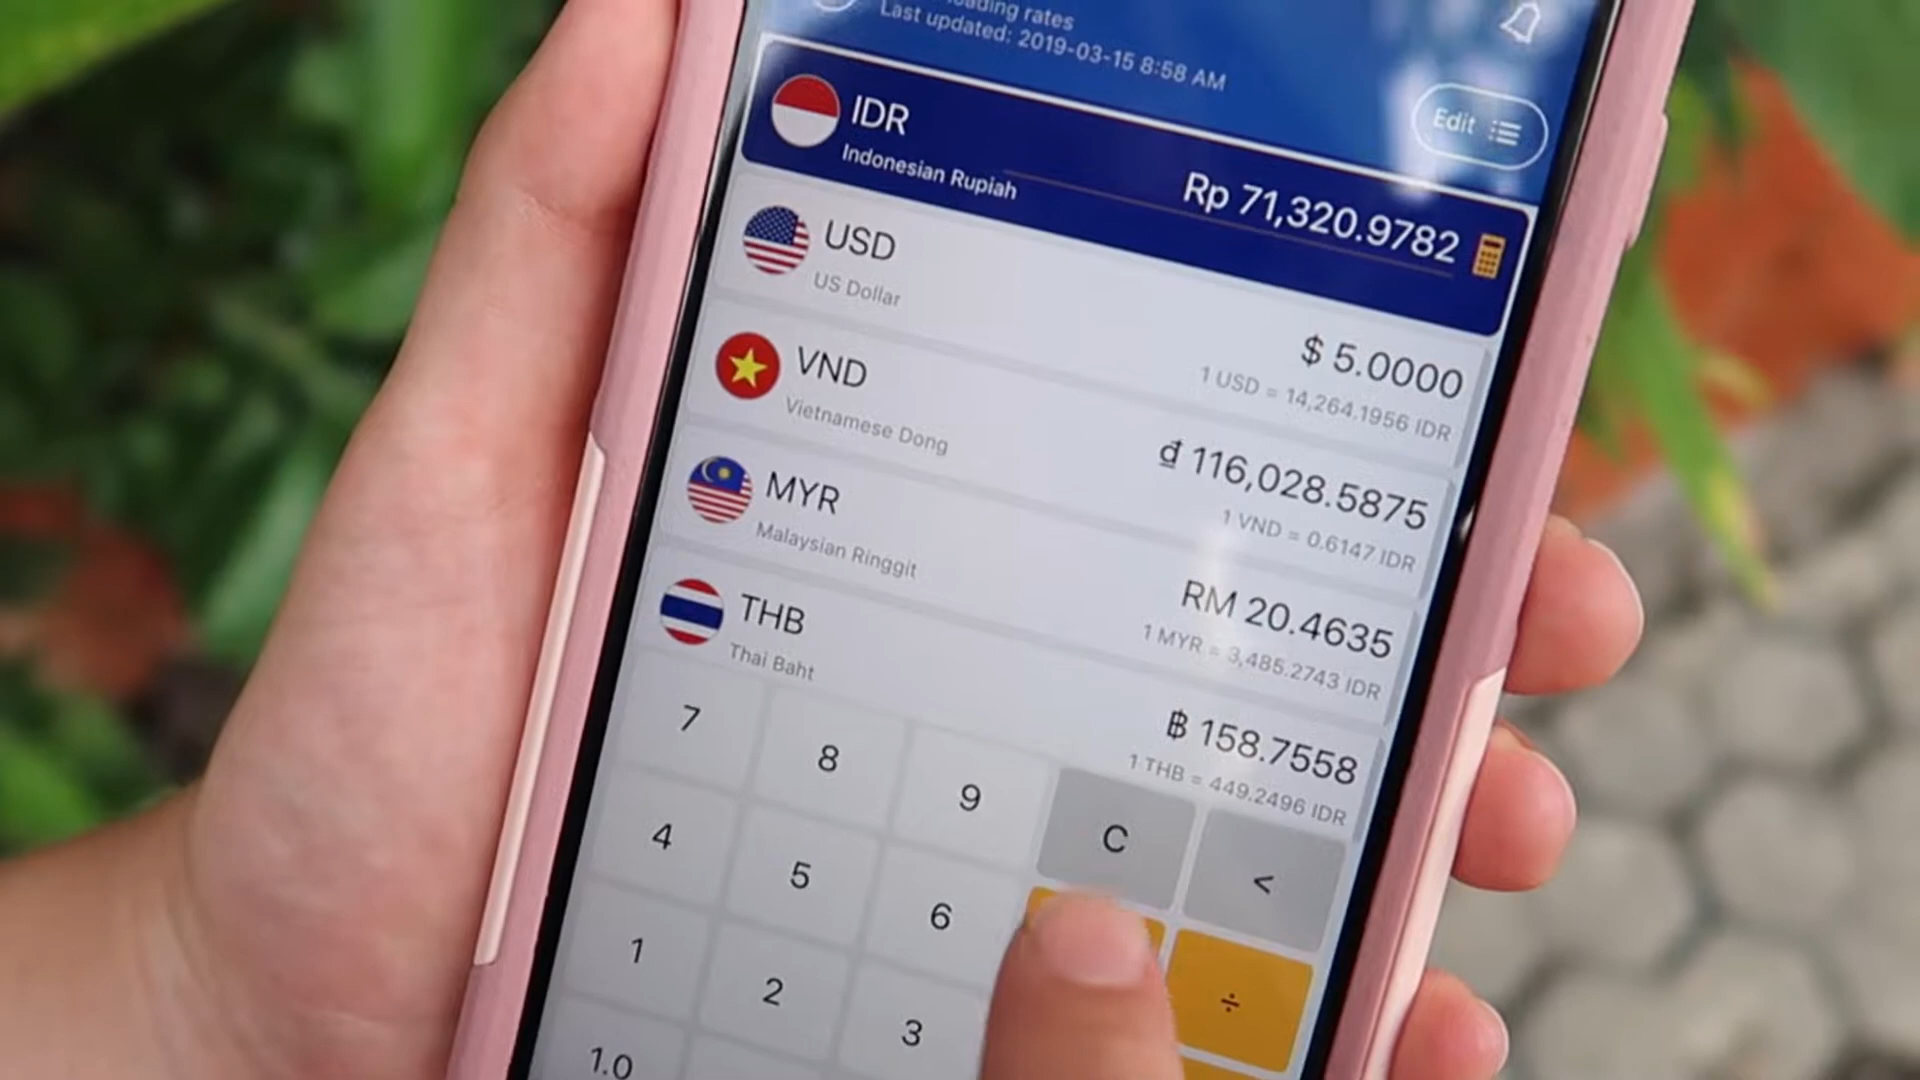 rates
Last updated: 2019-03-15 8:58 AM
Edit
IDR
Indonesian Rupiah
Rp 71,320.9782
USD
US Dollar
$ 5.0000
1 USD = 14,264.1956 IDR
VND
Vietnamese Dong
₫ 116,028.5875
1 VND = 0.6147 IDR
MYR
Malaysian Ringgit
RM 20.4635
1 MYR = 3,485.2743 IDR
THB
Thai Baht
฿ 158.7558
1 THB = 449.2496 IDR
7 8 9 C <
4 5 6 ÷
1 2 3
1.0